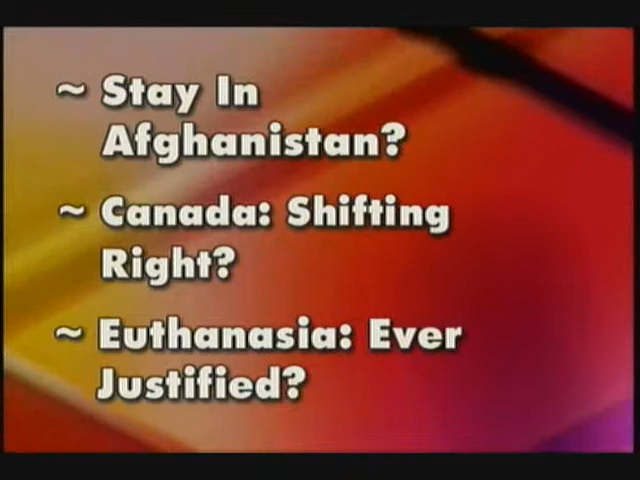 ~ Stay In
Afghanistan?
~ Canada: Shifting
Right?
~ Euthanasia: Ever
Justified?